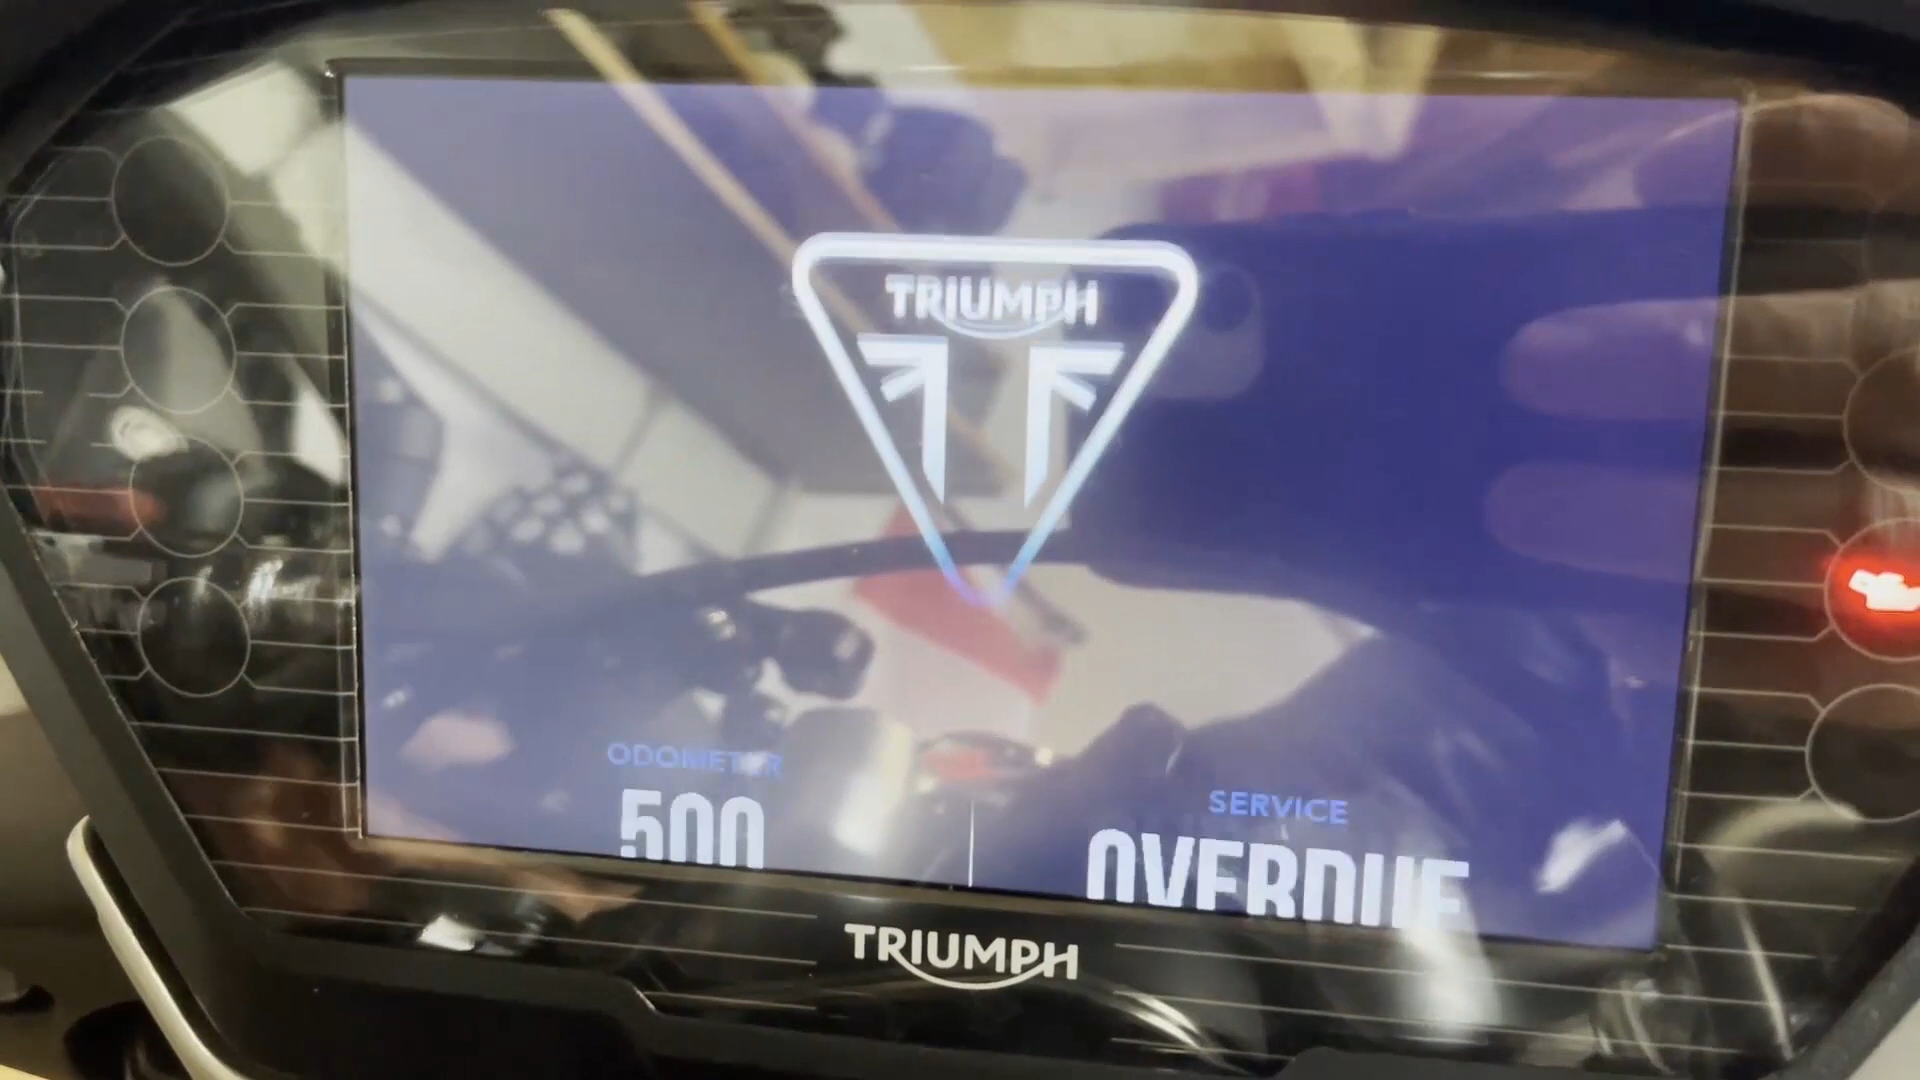 TRIUMPH
ODOMETER
500
SERVICE
OVERDUE
TRIUMPH